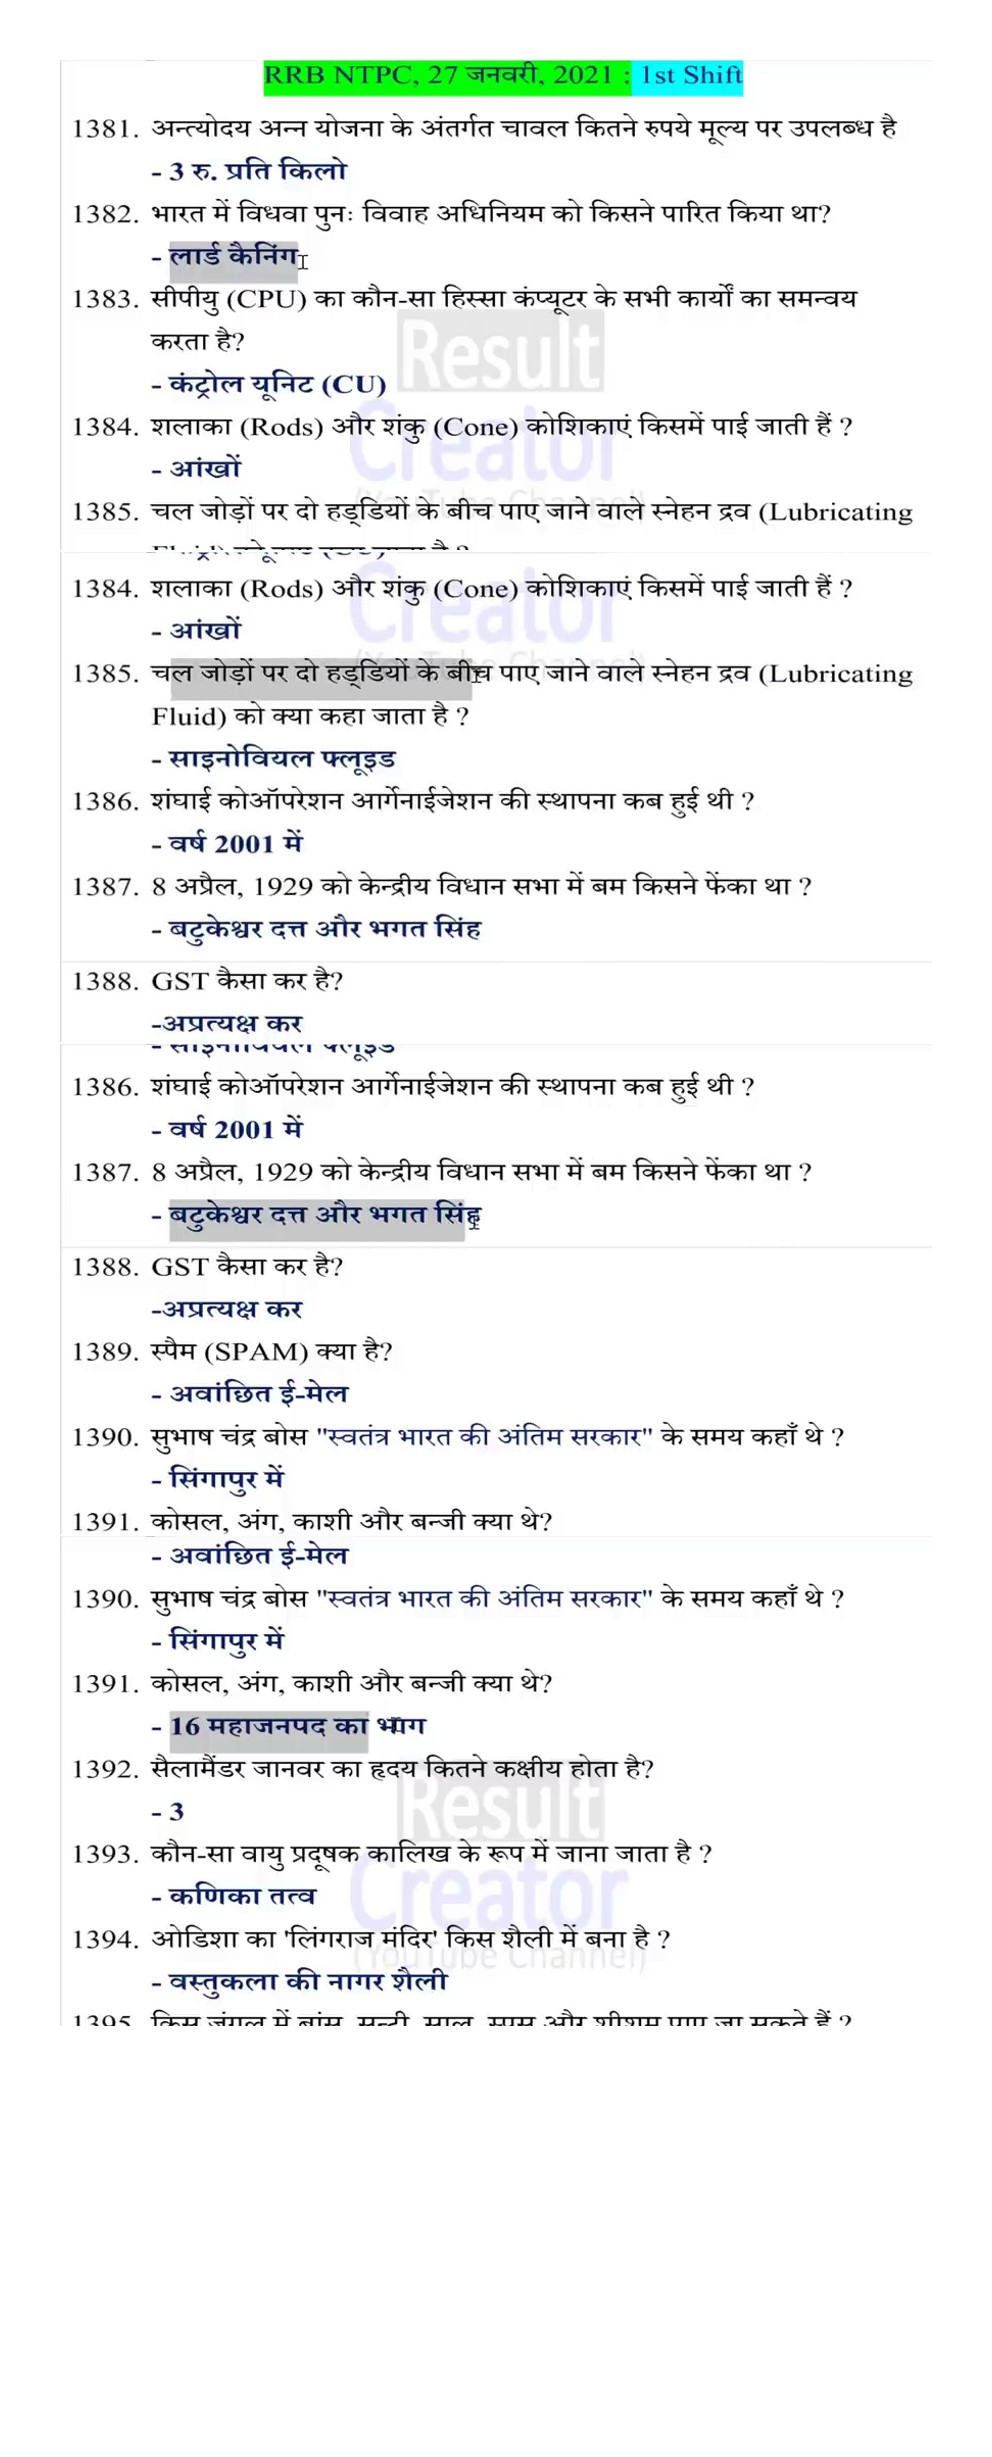 RRB NTPC, 27 जनवरी, 2021 : 1st Shift
1381. अन्त्योदय अन्न योजना के अंतर्गत चावल कितने रुपये मूल्य पर उपलब्ध है
- 3 रु. प्रति किलो
1382. भारत में विधवा पुनः विवाह अधिनियम को किसने पारित किया था?
- लार्ड कैनिंग
1383. सीपीयु (CPU) का कौन-सा हिस्सा कंप्यूटर के सभी कार्यों का समन्वय
करता है?
- कंट्रोल यूनिट (CU)
1384. शलाका (Rods) और शंकु (Cone) कोशिकाएं किसमें पाई जाती हैं ?
- आंखों
1385. चल जोड़ों पर दो हड्डियों के बीच पाए जाने वाले स्नेहन द्रव (Lubricating
1384. शलाका (Rods) और शंकु (Cone) कोशिकाएं किसमें पाई जाती हैं ?
- आंखों
1385. चल जोड़ों पर दो हड्डियों के बीच पाए जाने वाले स्नेहन द्रव (Lubricating
Fluid) को क्या कहा जाता है ?
- साइनोवियल फ्लूइड
1386. शंघाई कोऑपरेशन आर्गेनाईजेशन की स्थापना कब हुई थी ?
- वर्ष 2001 में
1387. 8 अप्रैल, 1929 को केन्द्रीय विधान सभा में बम किसने फेंका था ?
- बटुकेश्वर दत्त और भगत सिंह
1388. GST कैसा कर है?
-अप्रत्यक्ष कर
- साइनोवियल फ्लूइड
1386. शंघाई कोऑपरेशन आर्गेनाईजेशन की स्थापना कब हुई थी ?
- वर्ष 2001 में
1387. 8 अप्रैल, 1929 को केन्द्रीय विधान सभा में बम किसने फेंका था ?
- बटुकेश्वर दत्त और भगत सिंह
1388. GST कैसा कर है?
-अप्रत्यक्ष कर
1389. स्पैम (SPAM) क्या है?
- अवांछित ई-मेल
1390. सुभाष चंद्र बोस "स्वतंत्र भारत की अंतिम सरकार" के समय कहाँ थे ?
- सिंगापुर में
1391. कोसल, अंग, काशी और बन्जी क्या थे?
- अवांछित ई-मेल
1390. सुभाष चंद्र बोस "स्वतंत्र भारत की अंतिम सरकार" के समय कहाँ थे ?
- सिंगापुर में
1391. कोसल, अंग, काशी और बन्जी क्या थे?
- 16 महाजनपद का भाग
1392. सैलामैंडर जानवर का हृदय कितने कक्षीय होता है?
- 3
1393. कौन-सा वायु प्रदूषक कालिख के रूप में जाना जाता है ?
- कणिका तत्व
1394. ओडिशा का 'लिंगराज मंदिर' किस शैली में बना है ?
- वस्तुकला की नागर शैली
Result
Creator
(YouTube Channel)